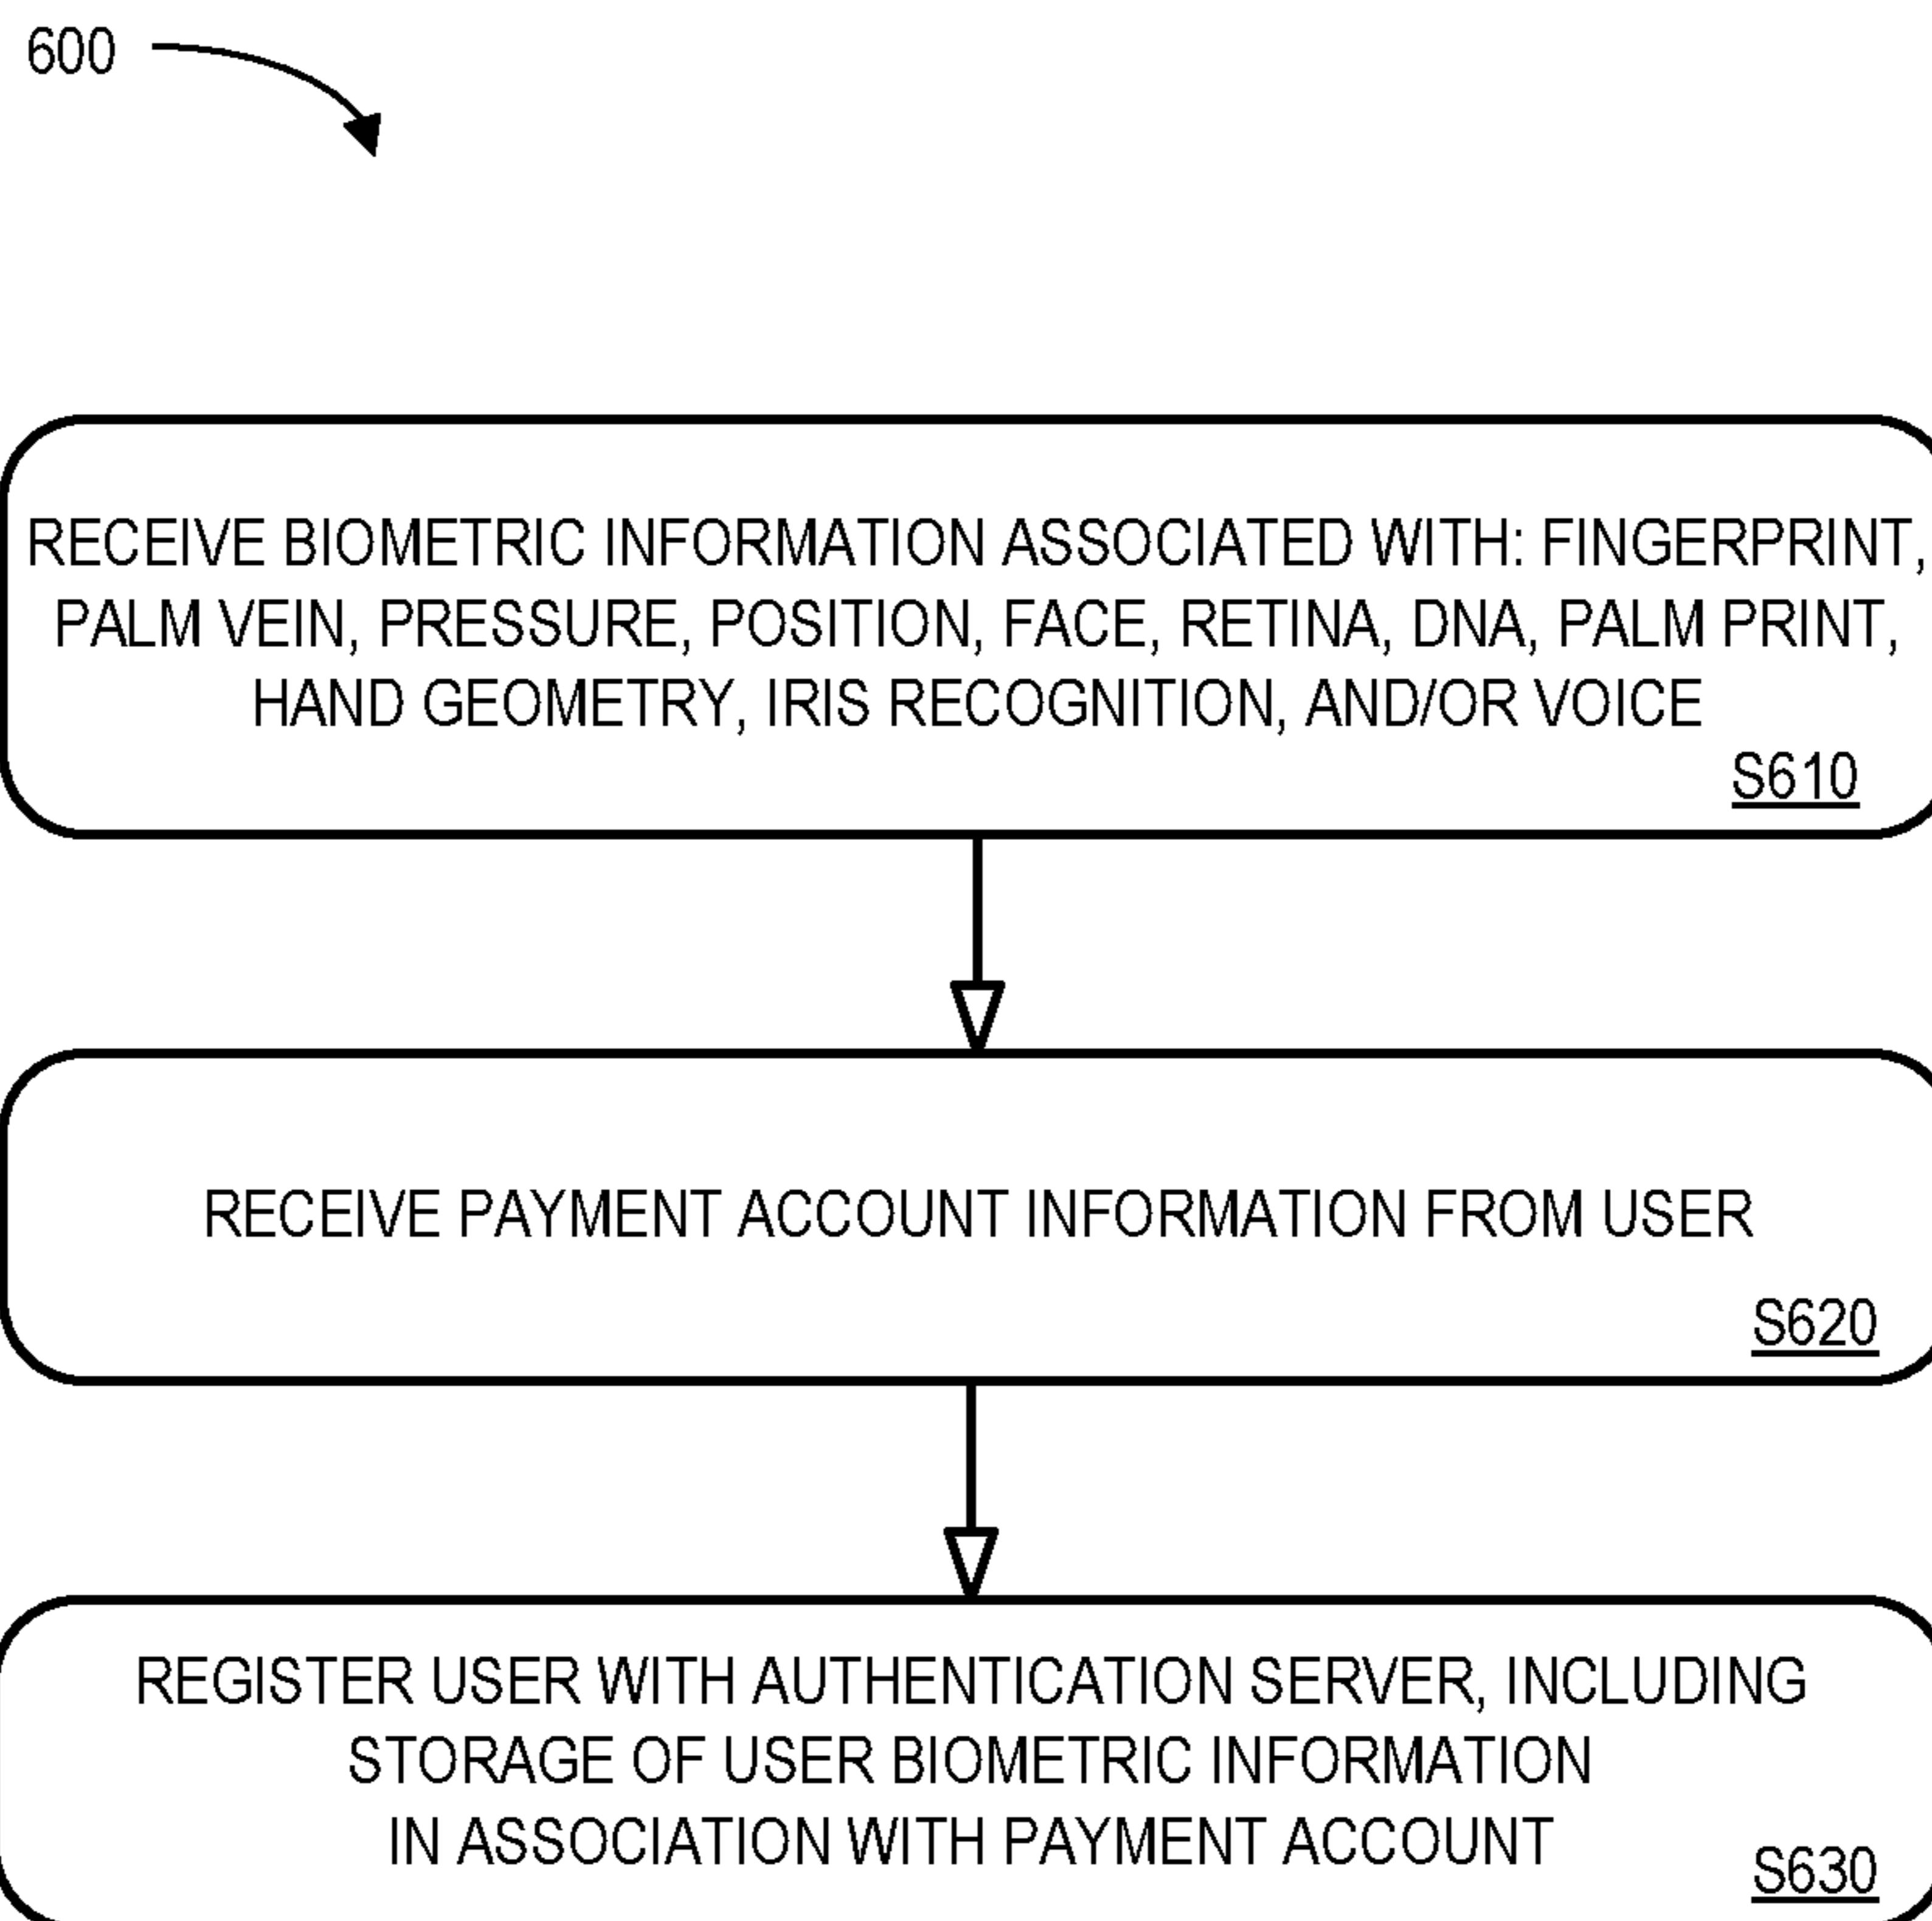 600
RECEIVE BIOMETRIC INFORMATION ASSOCIATED WITH: FINGERPRINT,
PALM VEIN, PRESSURE, POSITION, FACE, RETINA, DNA, PALM PRINT,
HAND GEOMETRY, IRIS RECOGNITION, AND/OR VOICE
S610
RECEIVE PAYMENT ACCOUNT INFORMATION FROM USER
S620
REGISTER USER WITH AUTHENTICATION SERVER, INCLUDING
STORAGE OF USER BIOMETRIC INFORMATION
IN ASSOCIATION WITH PAYMENT ACCOUNT
S630